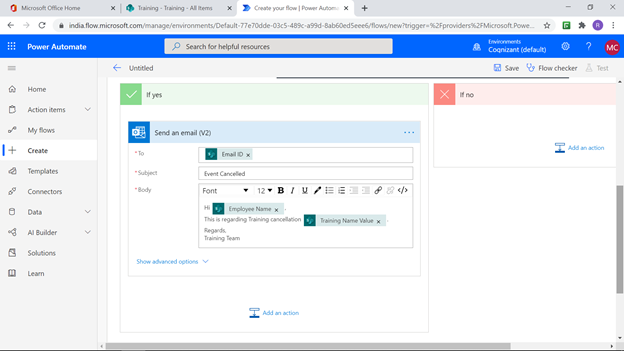 Microsoft Office Home
Training - Training - All Items
Create your flow | Power Automa
india.flow.microsoft.com/manage/environments/Default-77e70dde-03c5-489c-a99d-8ab60ed5eee6/flows/new?trigger=%2Fproviders%2FMicrosoft.Powe...
R
Power Automate
Search for helpful resources
Environments
Cognizant (default)
?
MC
Untitled
Save
Flow checker
Test
Home
Action items
My flows
Create
Templates
Connectors
Data
AI Builder
Solutions
Learn
If yes
If no
Send an email (V2)
...
Add an action
*To
Email ID ×
*Subject
Event Cancelled
*Body
Font 12 B I U </>
Hi Employee Name × ,
This is regarding Training cancellation Training Name Value × .
Regards,
Training Team
Show advanced options
Add an action